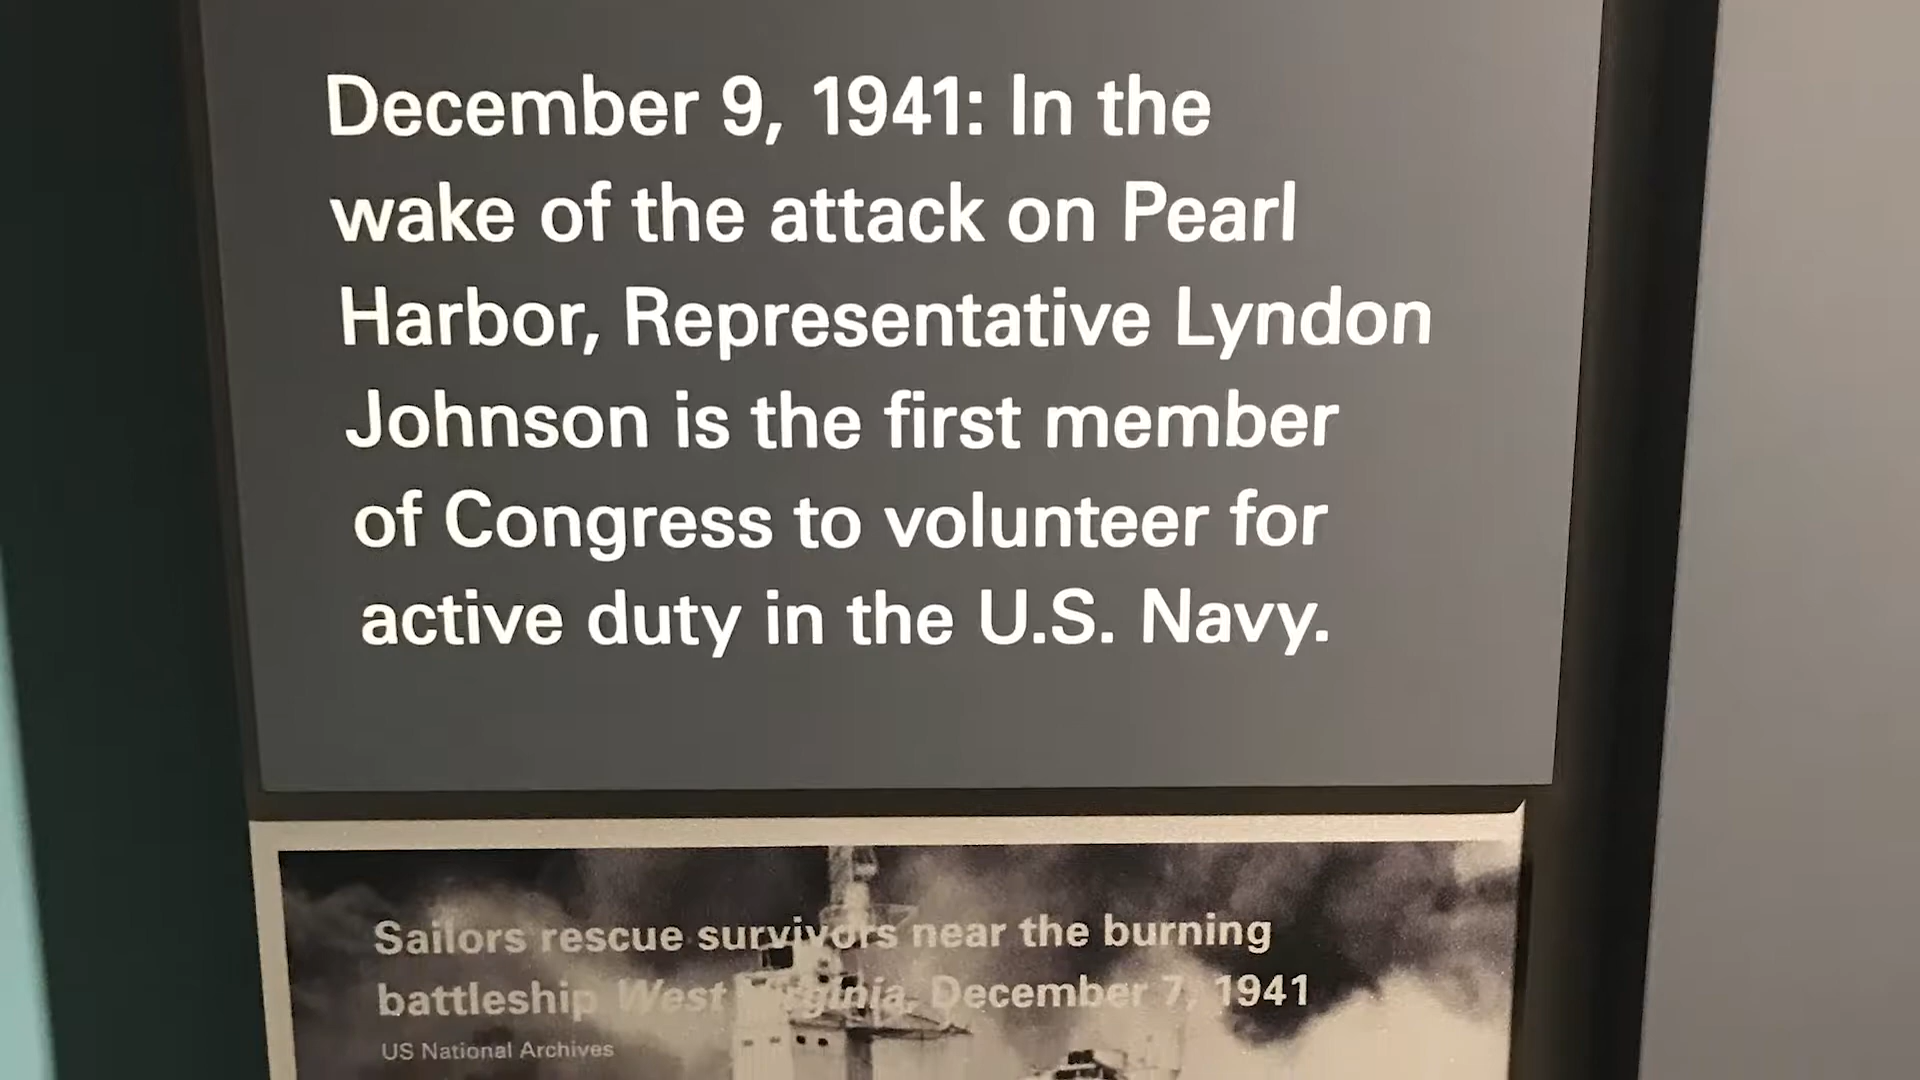 December 9, 1941: In the
wake of the attack on Pearl
Harbor, Representative Lyndon
Johnson is the first member
of Congress to volunteer for
active duty in the U.S. Navy.
Sailors rescue survivors near the burning
battleship West Virginia, December 7, 1941
US National Archives